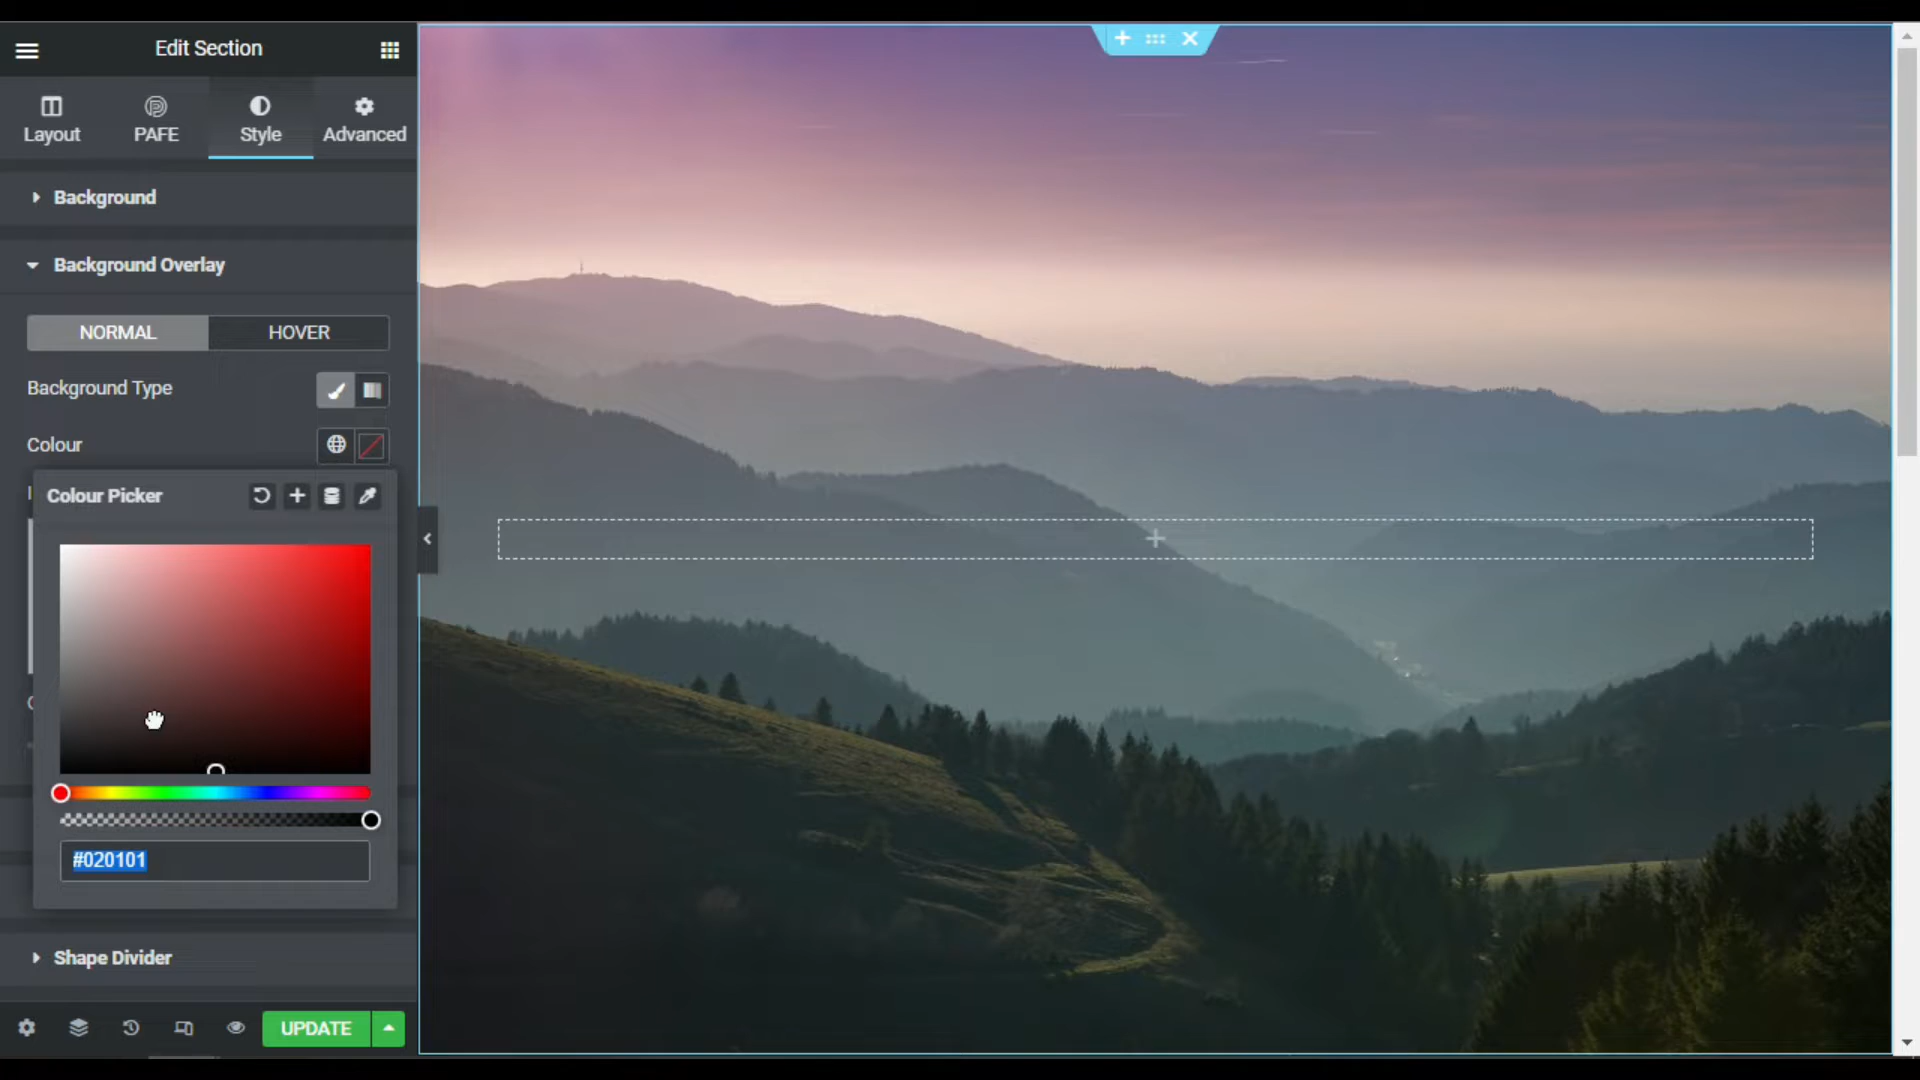 Edit Section
Layout
PAFE
Style
Advanced
Background
Background Overlay
NORMAL
HOVER
Background Type
Colour
Colour Picker
#020101
Shape Divider
UPDATE